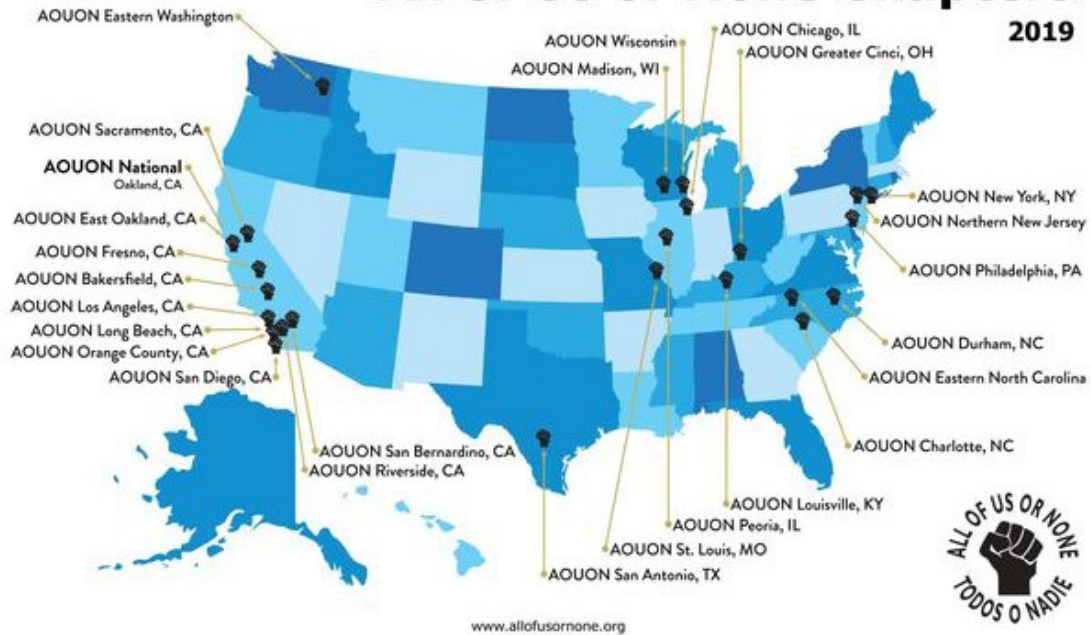 2019
AOUON Eastern Washington
AOUON Wisconsin
AOUON Chicago, IL
AOUON Greater Cinci, OH
AOUON Madison, WI
AOUON Sacramento, CA
AOUON National
Oakland, CA
AOUON East Oakland, CA
AOUON Fresno, CA
AOUON Bakersfield, CA
AOUON Los Angeles, CA
AOUON Long Beach, CA
AOUON Orange County, CA
AOUON San Diego, CA
AOUON New York, NY
AOUON Northern New Jersey
AOUON Philadelphia, PA
AOUON Durham, NC
AOUON Eastern North Carolina
AOUON Charlotte, NC
AOUON San Bernardino, CA
AOUON Riverside, CA
AOUON Louisville, KY
AOUON Peoria, IL
AOUON St. Louis, MO
AOUON San Antonio, TX
ALL OF US OR NONE
TODOS O NADIE
www.allofusornone.org